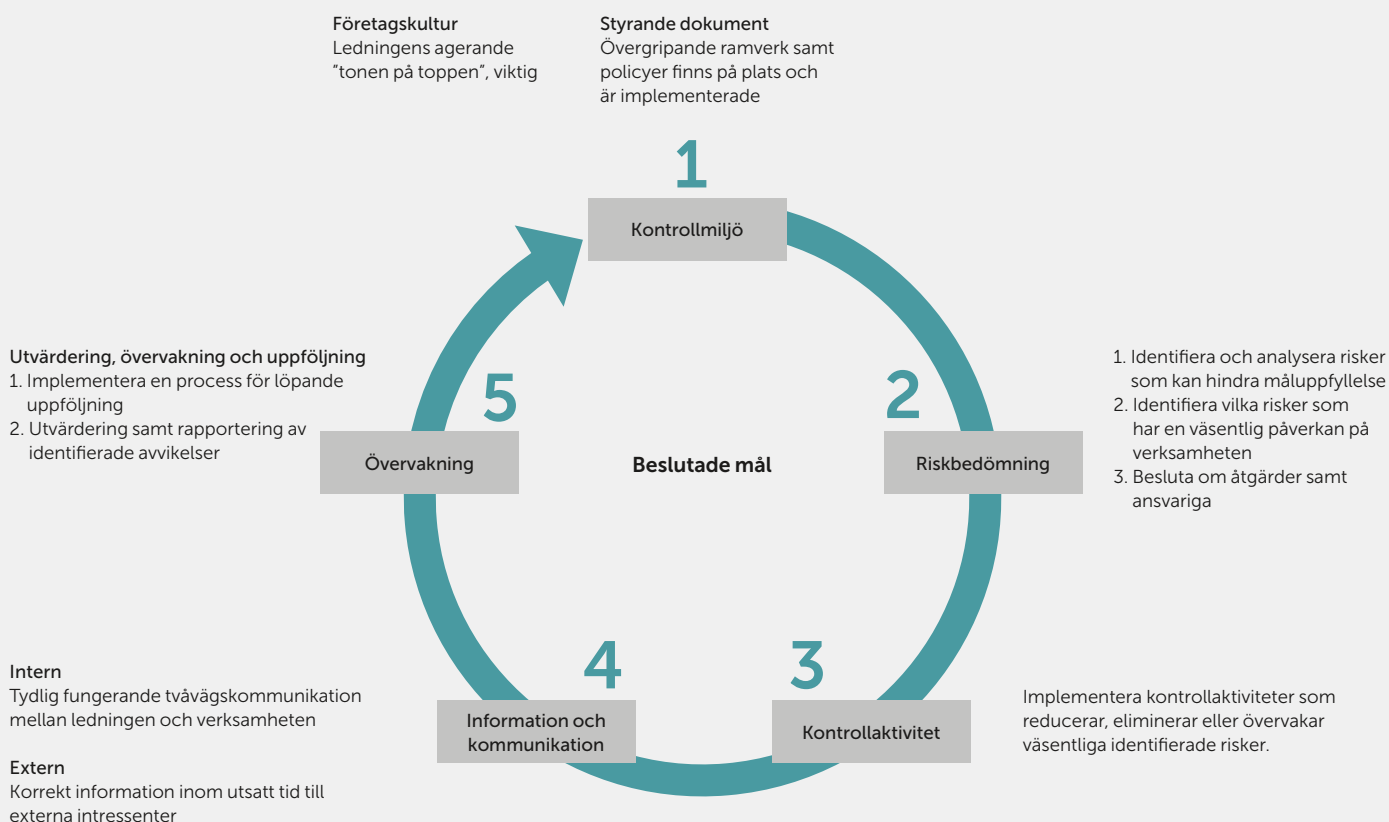 Företagskultur
Ledningens agerande
"tonen på toppen", viktig
Styrande dokument
Övergripande ramverk samt
policyer finns på plats och
är implementerade
1
Kontrollmiljö
2
Riskbedömning
1. Identifiera och analysera risker
som kan hindra måluppfyllelse
2. Identifiera vilka risker som
har en väsentlig påverkan på
verksamheten
3. Besluta om åtgärder samt
ansvariga
3
Kontrollaktivitet
Implementera kontrollaktiviteter som
reducerar, eliminerar eller övervakar
väsentliga identifierade risker.
4
Information och
kommunikation
Intern
Tydlig fungerande tvåvägskommunikation
mellan ledningen och verksamheten
Extern
Korrekt information inom utsatt tid till
externa intressenter
5
Övervakning
Utvärdering, övervakning och uppföljning
1. Implementera en process för löpande
uppföljning
2. Utvärdering samt rapportering av
identifierade avvikelser
Beslutade mål